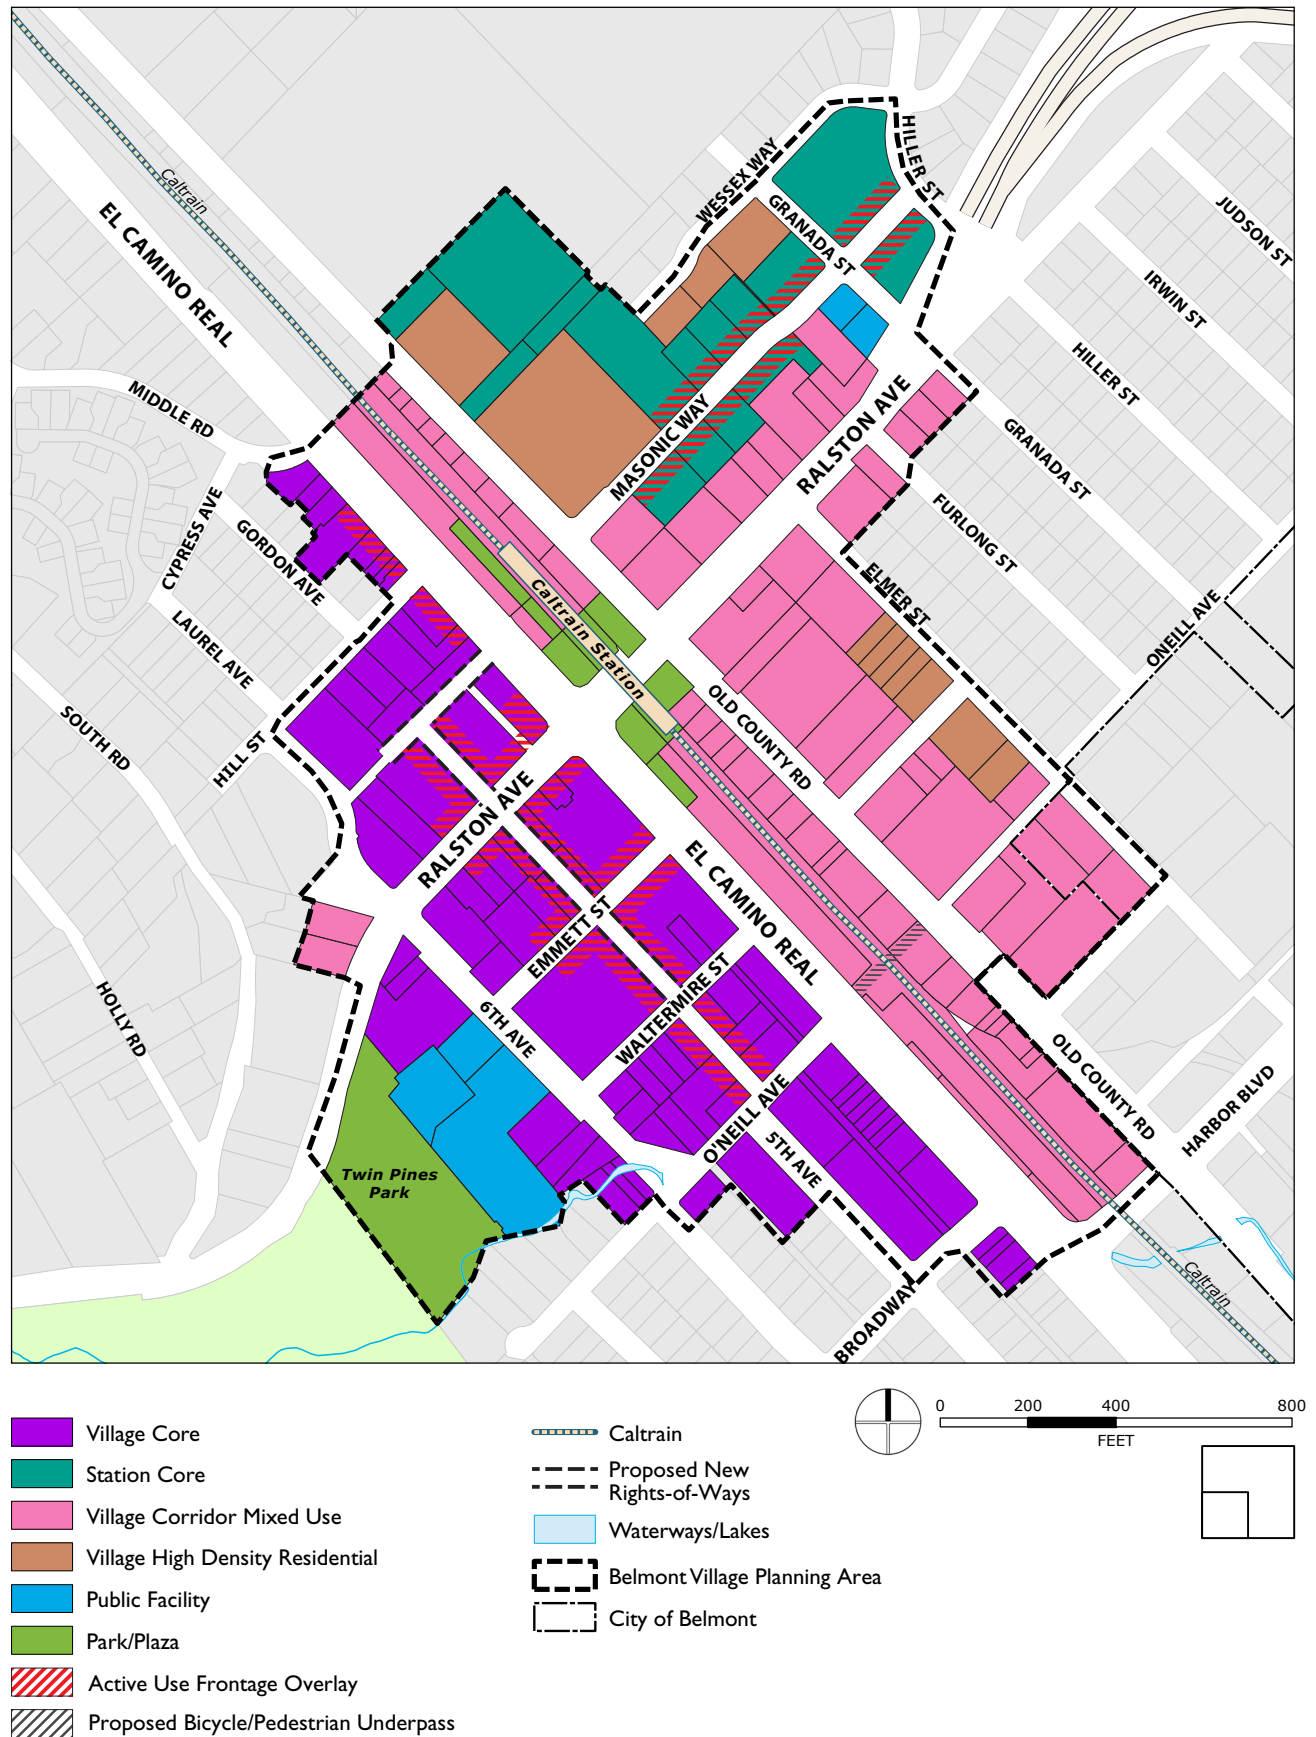 Caltrain
EL CAMINO REAL
WESSEX WAY
HILLER ST
GRANADA ST
JUDSON ST
IRWIN ST
HILLER ST
MIDDLE RD
MASONIC WAY
RALSTON AVE
GRANADA ST
CYPRESS AVE
GORDON AVE
FURLONG ST
ELMER ST
LAUREL AVE
Caltrain Station
ONEILL AVE
SOUTH RD
HILL ST
OLD COUNTY RD
RALSTON AVE
EL CAMINO REAL
EMMETT ST
WALTERMIRE ST
HOLLY RD
6TH AVE
OLD COUNTY RD
HARBOR BLVD
O'NEILL AVE
5TH AVE
Twin Pines
Park
Caltrain
BROADWAY
Village Core
Station Core
Village Corridor Mixed Use
Village High Density Residential
Public Facility
Park/Plaza
Active Use Frontage Overlay
Proposed Bicycle/Pedestrian Underpass
Caltrain
Proposed New
Rights-of-Ways
Waterways/Lakes
Belmont Village Planning Area
City of Belmont
0 200 400 800
FEET